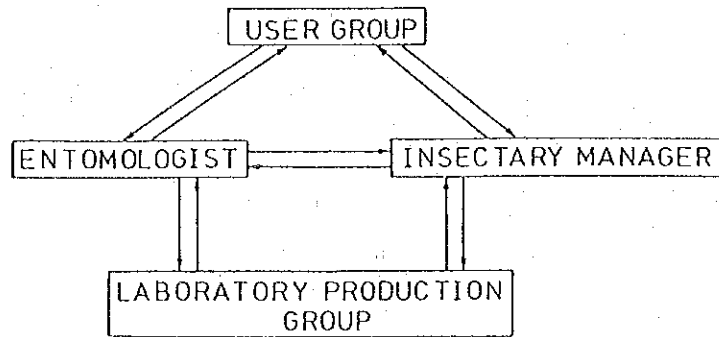 USER GROUP
ENTOMOLOGIST
INSECTARY MANAGER
LABORATORY PRODUCTION
GROUP